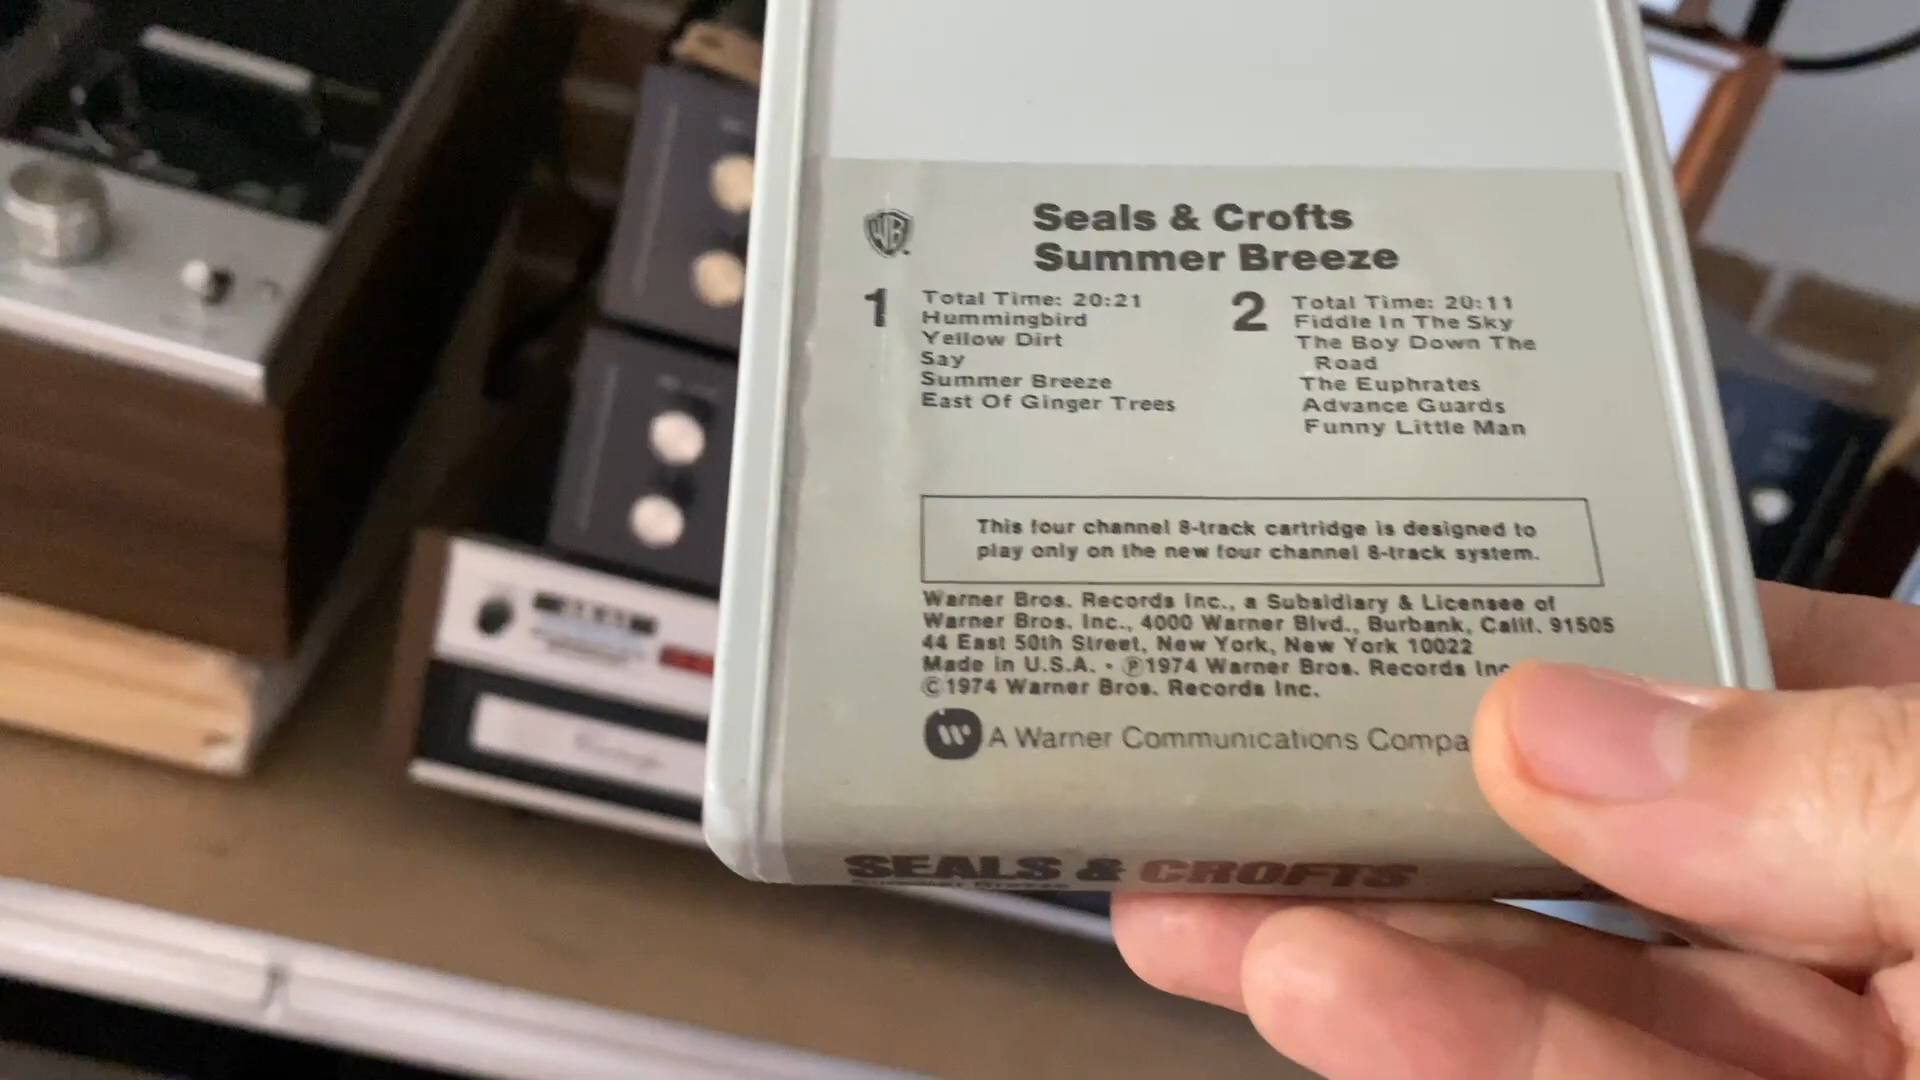 WB
Seals & Crofts
Summer Breeze
1
Total Time: 20:21
Hummingbird
Yellow Dirt
Say
Summer Breeze
East Of Ginger Trees
2
Total Time: 20:11
Fiddle In The Sky
The Boy Down The
Road
The Euphrates
Advance Guards
Funny Little Man
This four channel 8-track cartridge is designed to
play only on the new four channel 8-track system.
Warner Bros. Records Inc., a Subsidiary & Licensee of
Warner Bros. Inc., 4000 Warner Blvd., Burbank, Calif. 91505
44 East 50th Street, New York, New York 10022
Made in U.S.A. • ℗1974 Warner Bros. Records Inc
©1974 Warner Bros. Records Inc.
A Warner Communications Compa
SEALS & CROFTS
Summer Breeze